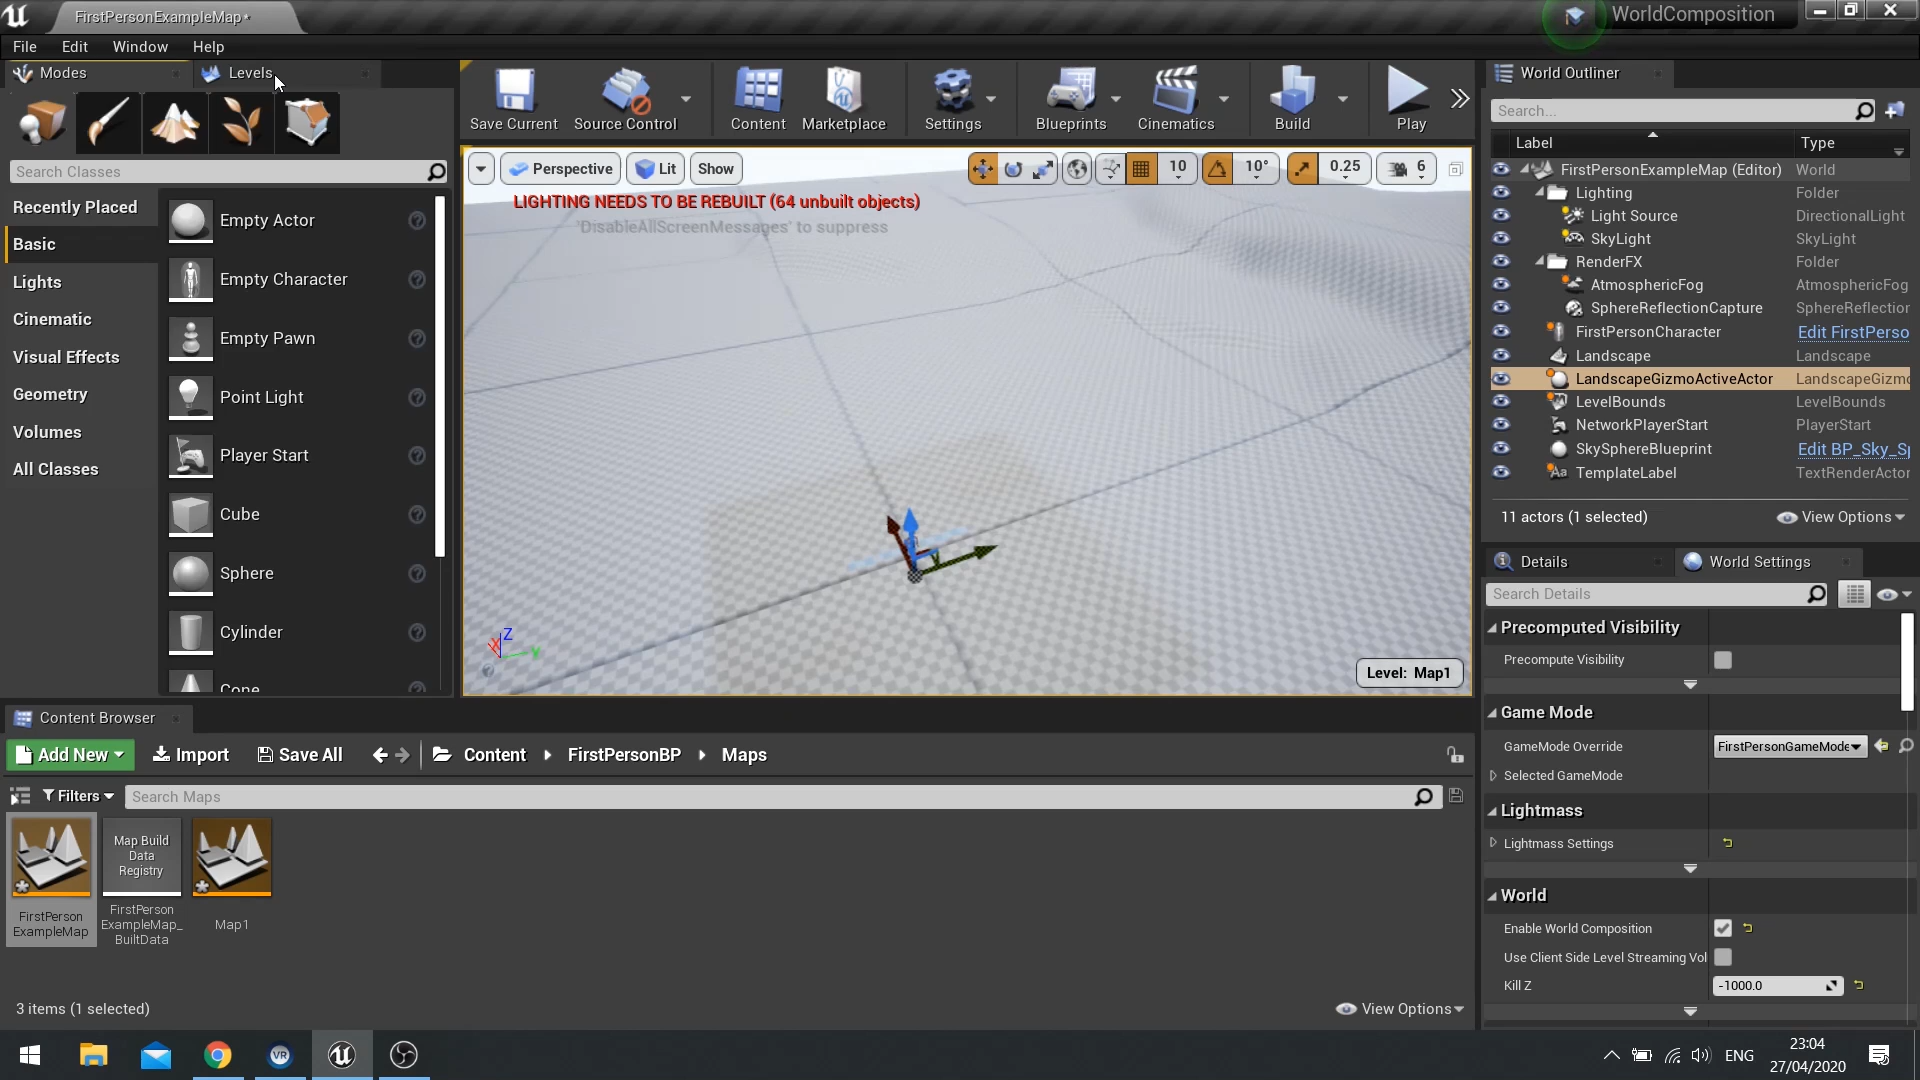 FirstPersonExampleMap*
WorldComposition
File
Edit
Window
Help
Modes
Levels
Search Classes
Recently Placed
Basic
Lights
Cinematic
Visual Effects
Geometry
Volumes
All Classes
Empty Actor
Empty Character
Empty Pawn
Point Light
Player Start
Cube
Sphere
Cylinder
Cone
Save Current
Source Control
Content
Marketplace
Settings
Blueprints
Cinematics
Build
Play
Perspective
Lit
Show
10
10°
0.25
6
LIGHTING NEEDS TO BE REBUILT (64 unbuilt objects)
'DisableAllScreenMessages' to suppress
Z
X
Y
Level: Map1
World Outliner
Search...
Label
Type
FirstPersonExampleMap (Editor)
World
Lighting
Folder
Light Source
DirectionalLight
SkyLight
SkyLight
RenderFX
Folder
AtmosphericFog
AtmosphericFog
SphereReflectionCapture
SphereReflection
FirstPersonCharacter
Edit FirstPerso
Landscape
Landscape
LandscapeGizmoActiveActor
LandscapeGizmo
LevelBounds
LevelBounds
NetworkPlayerStart
PlayerStart
SkySphereBlueprint
Edit BP_Sky_Sp
TemplateLabel
TextRenderActor
11 actors (1 selected)
View Options
Details
World Settings
Search Details
Precomputed Visibility
Precompute Visibility
Game Mode
GameMode Override
FirstPersonGameMode
Selected GameMode
Lightmass
Lightmass Settings
World
Enable World Composition
Use Client Side Level Streaming Vol
Kill Z
-1000.0
Content Browser
Add New
Import
Save All
Content
FirstPersonBP
Maps
Filters
Search Maps
FirstPerson
ExampleMap
Map Build
Data
Registry
FirstPerson
ExampleMap_
BuiltData
Map1
3 items (1 selected)
View Options
VR
ENG
23:04
27/04/2020